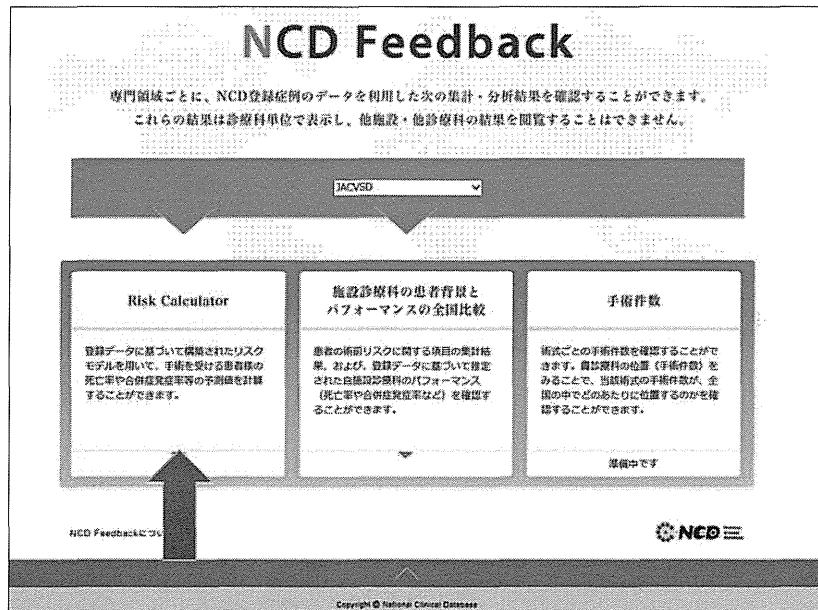 NCD Feedback
専門領域ごとに、NCD登録症例のデータを利用した次の集計・分析結果を確認することができます。
これらの結果は診療科単位で表示し、他施設・他診療科の結果を閲覧することはできません。
JACVSD
Risk Calculator
登録データに基づいて構築されたリスク
モデルを用いて、手術を受ける患者様の
死亡率や合併症発症率等の予測値を計算
することができます。
施設診療科の患者背景と
パフォーマンスの全国比較
患者の術前リスクに関する項目の集計結
果、および、登録データに基づいて推定
された自施設診療科のパフォーマンス
（死亡率や合併症発症率など）を確認す
ることができます。
手術件数
術式ごとの手術件数を確認することがで
きます。貴診療科の位置（手術件数）を
みることで、当該術式の手術件数が、全
国の中でどのあたりに位置するのかを確
認することができます。
準備中です
NCD Feedbackについ
NCD
Copyright © National Clinical Database